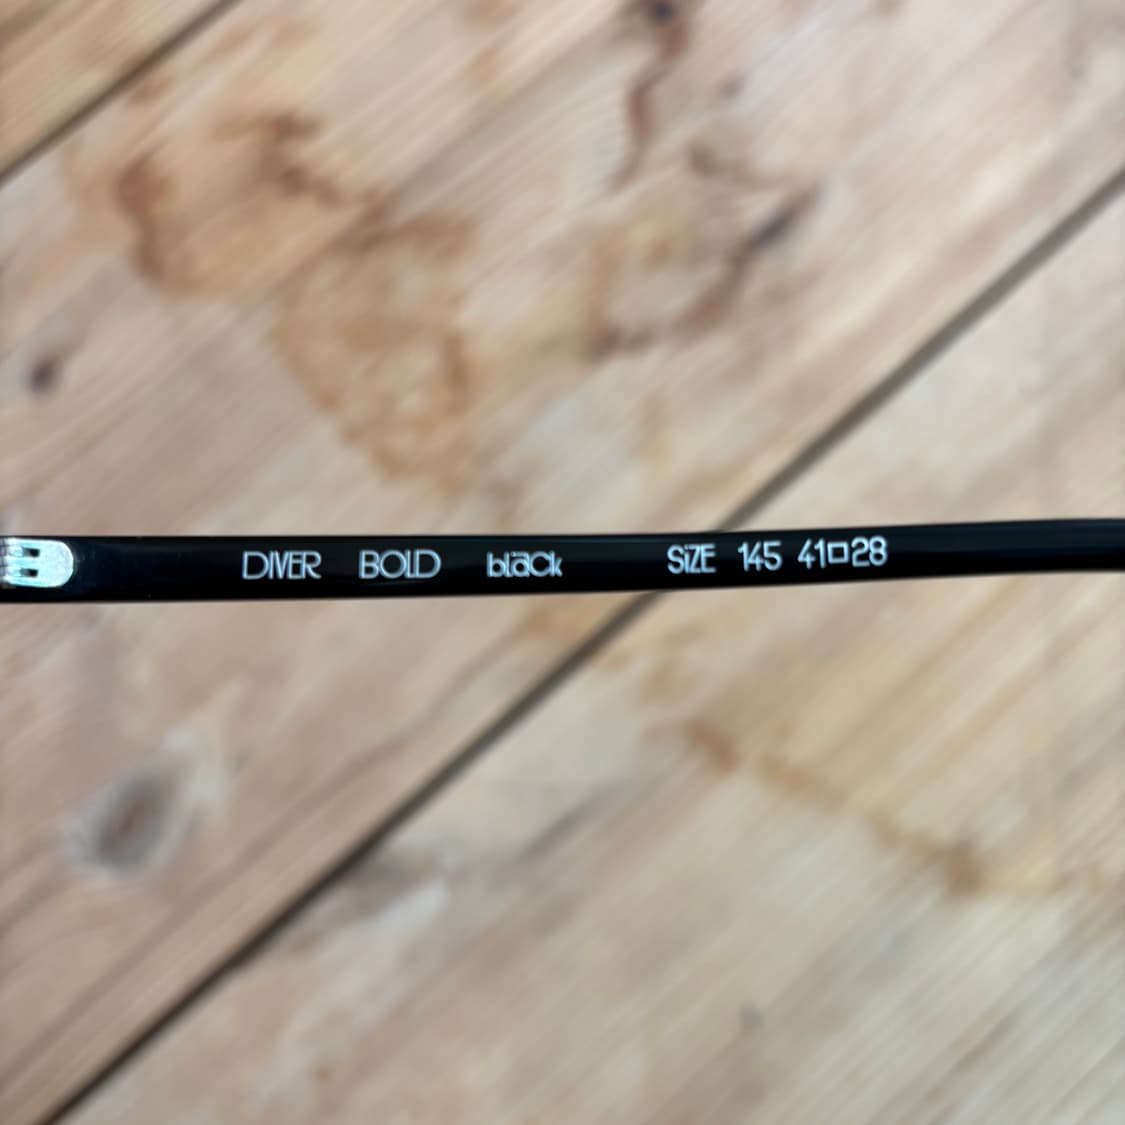 DIVER BOLD black SiZE 145 41□28